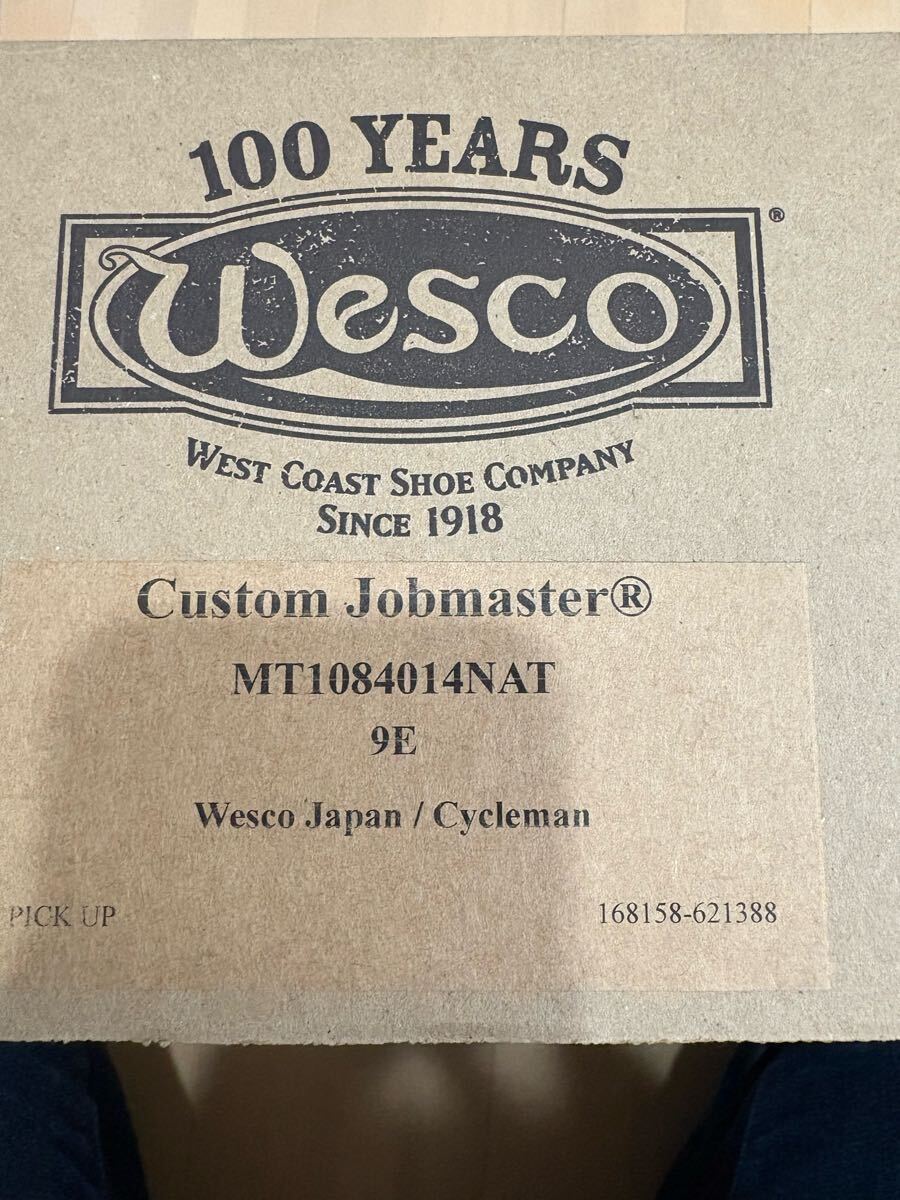 100 YEARS
Wesco®
WEST COAST SHOE COMPANY
SINCE 1918
Custom Jobmaster®
MT1084014NAT
9E
Wesco Japan / Cycleman
PICK UP 168158-621388